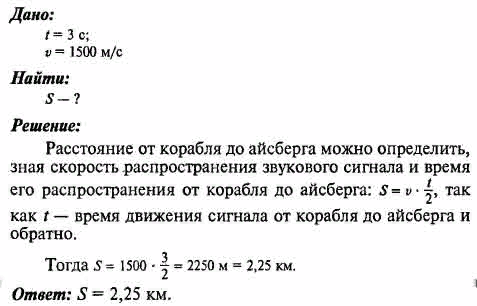 Дано:
t = 3 с;
v = 1500 м/с
Найти:
S – ?
Решение:
Расстояние от корабля до айсберга можно определить,
зная скорость распространения звукового сигнала и время
его распространения от корабля до айсберга: S = v · t/2, так
как t — время движения сигнала от корабля до айсберга и
обратно.
Тогда S = 1500 · 3/2 = 2250 м = 2,25 км.
Ответ: S = 2,25 км.